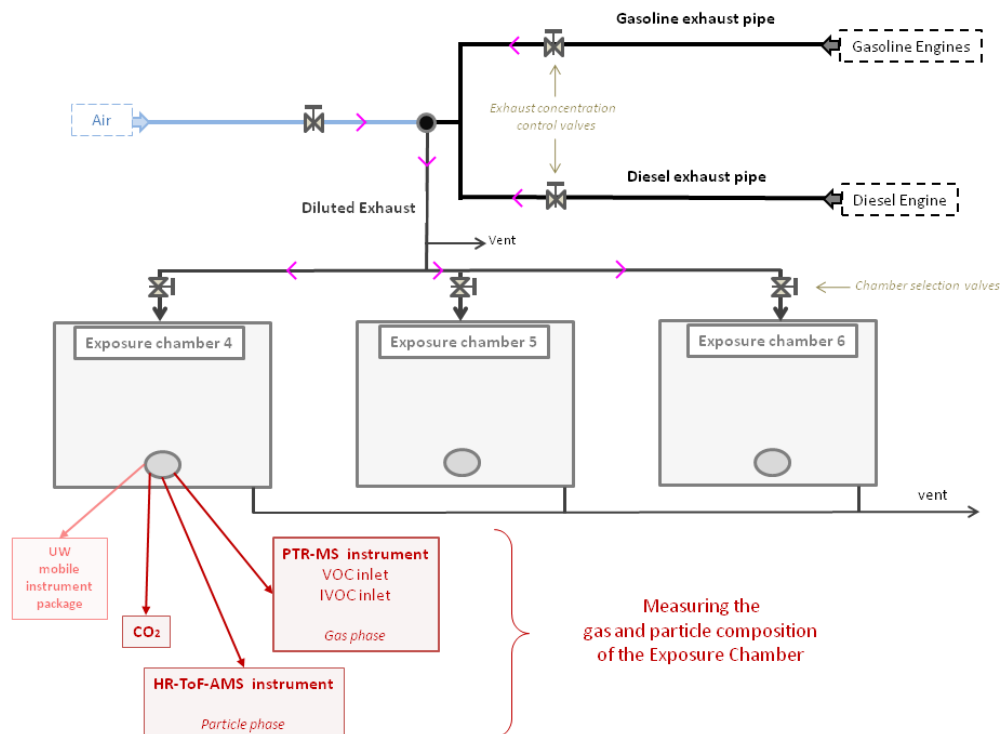 Gasoline exhaust pipe
Gasoline Engines
Air
Exhaust concentration
control valves
Diesel exhaust pipe
Diesel Engine
Diluted Exhaust
Vent
Chamber selection valves
Exposure chamber 4
Exposure chamber 5
Exposure chamber 6
vent
UW
mobile
instrument
package
CO₂
PTR-MS instrument
VOC inlet
IVOC inlet
Gas phase
HR-ToF-AMS instrument
Particle phase
Measuring the
gas and particle composition
of the Exposure Chamber